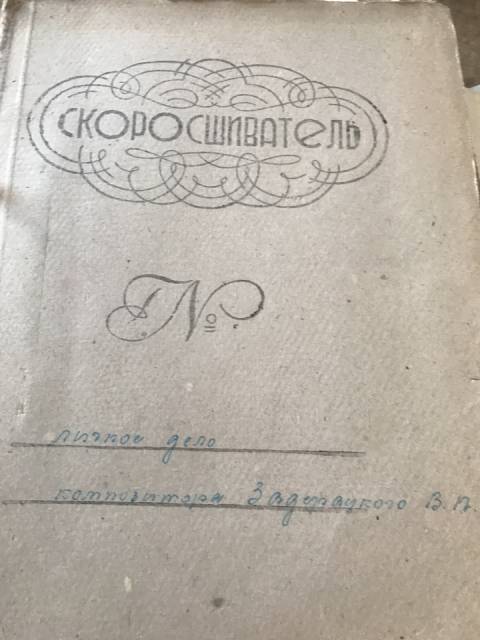 СКОРОСШИВАТЕЛЬ
№
личное дело
композитора Задерацкого В.П.